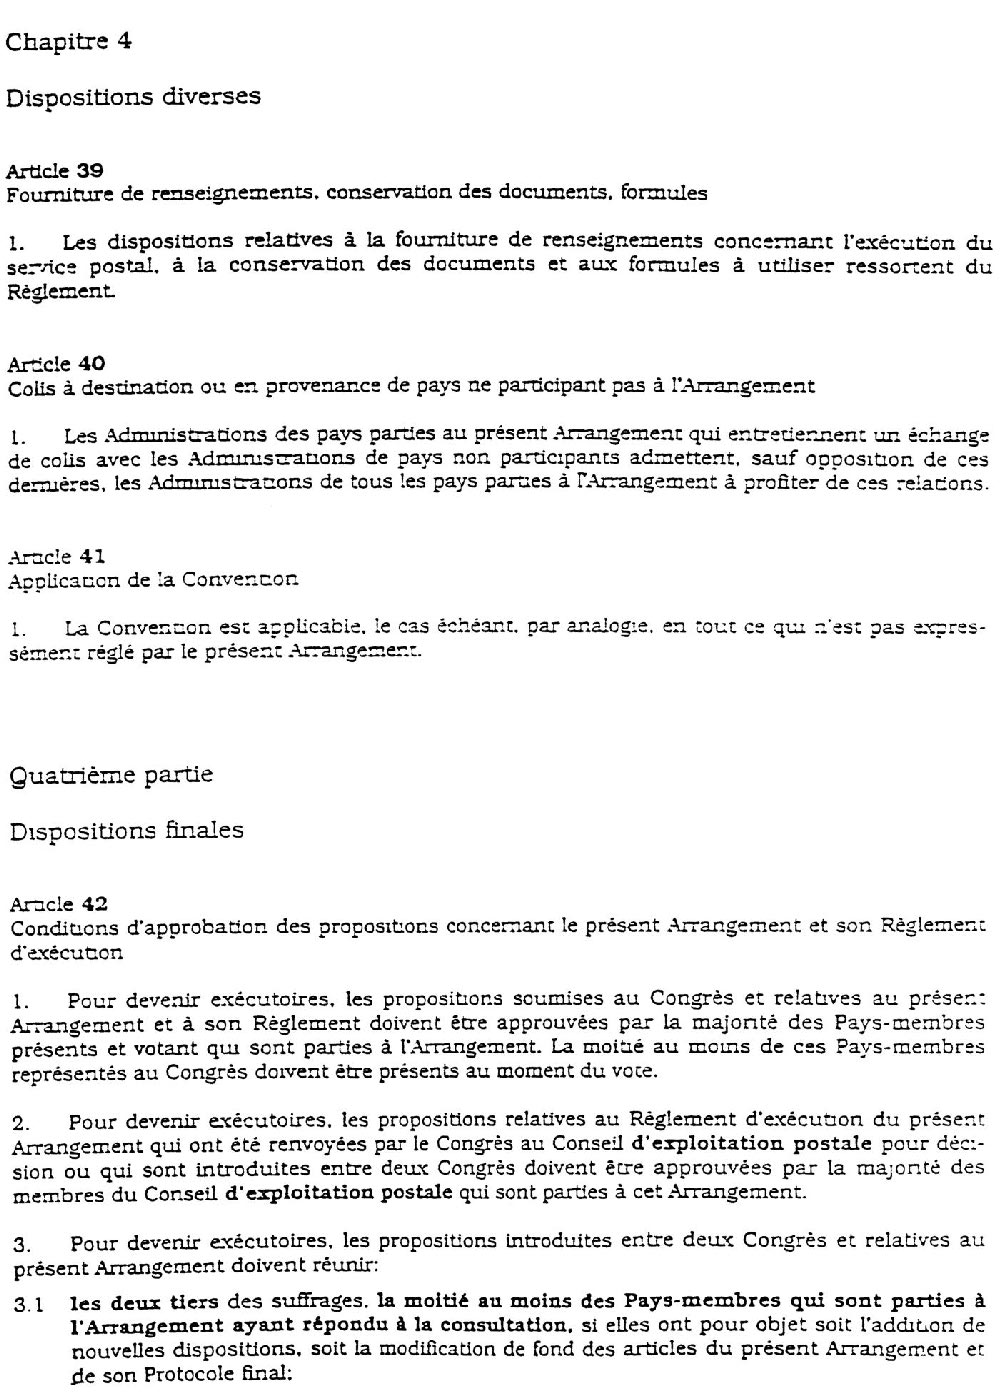 Chapitre 4
Dispositions diverses
Article 39
Fourniture de renseignements, conservation des documents, formules
1. Les dispositions relatives à la fourniture de renseignements concernant l'exécution du
service postal, à la conservation des documents et aux formules à utiliser ressortent du
Règlement.
Article 40
Colis à destination ou en provenance de pays ne participant pas à l'Arrangement
1. Les Administrations des pays parties au présent Arrangement qui entretiennent un échange
de colis avec les Administrations de pays non participants admettent, sauf opposition de ces
dernières, les Administrations de tous les pays parties à l'Arrangement à profiter de ces relations.
Article 41
Application de la Convention
1. La Convention est applicable, le cas échéant, par analogie, en tout ce qui n'est pas expres-
sément réglé par le présent Arrangement.
Quatrième partie
Dispositions finales
Article 42
Conditions d'approbation des propositions concernant le présent Arrangement et son Règlement
d'exécution
1. Pour devenir exécutoires, les propositions soumises au Congrès et relatives au présent
Arrangement et à son Règlement doivent être approuvées par la majorité des Pays-membres
présents et votant qui sont parties à l'Arrangement. La moitié au moins de ces Pays-membres
représentés au Congrès doivent être présents au moment du vote.
2. Pour devenir exécutoires, les propositions relatives au Règlement d'exécution du présent
Arrangement qui ont été renvoyées par le Congrès au Conseil d'exploitation postale pour déci-
sion ou qui sont introduites entre deux Congrès doivent être approuvées par la majorité des
membres du Conseil d'exploitation postale qui sont parties à cet Arrangement.
3. Pour devenir exécutoires, les propositions introduites entre deux Congrès et relatives au
présent Arrangement doivent réunir:
3.1 les deux tiers des suffrages, la moitié au moins des Pays-membres qui sont parties à
l'Arrangement ayant répondu à la consultation, si elles ont pour objet soit l'addition de
nouvelles dispositions, soit la modification de fond des articles du présent Arrangement et
de son Protocole final;